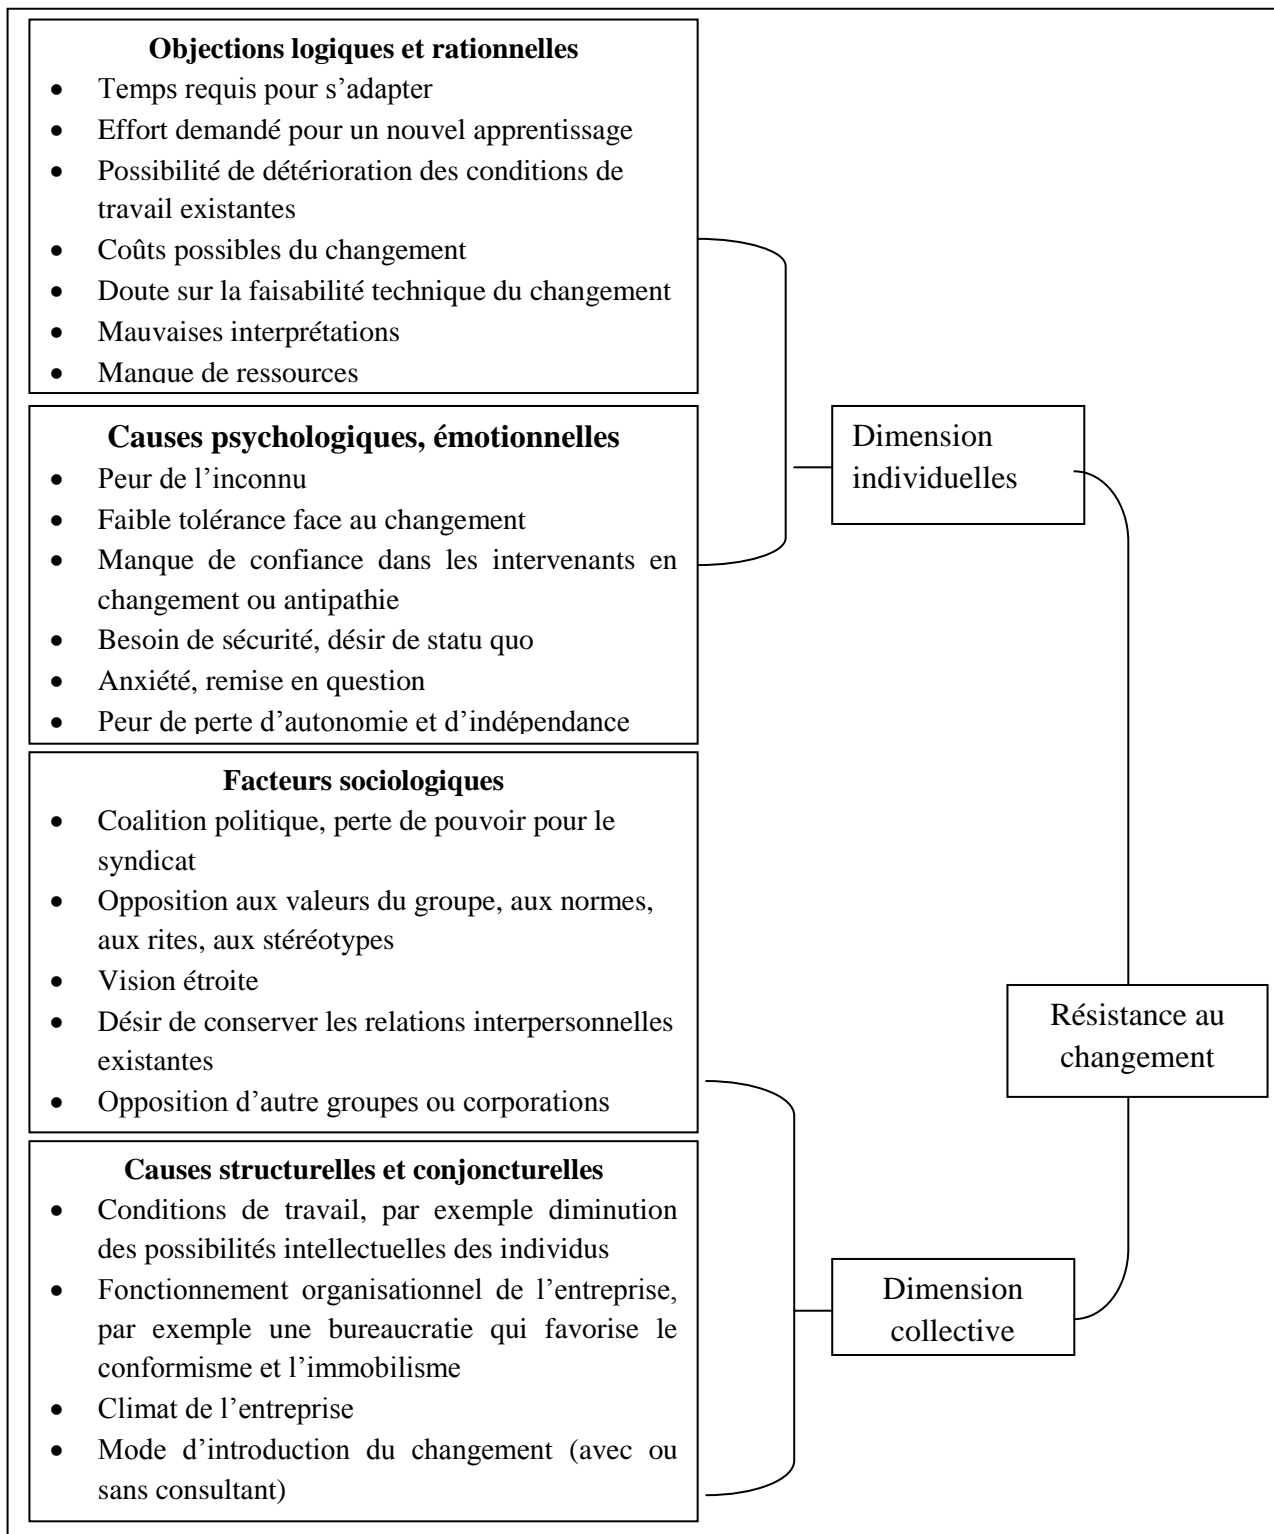 Objections logiques et rationnelles
• Temps requis pour s’adapter
• Effort demandé pour un nouvel apprentissage
• Possibilité de détérioration des conditions de
travail existantes
• Coûts possibles du changement
• Doute sur la faisabilité technique du changement
• Mauvaises interprétations
• Manque de ressources
Causes psychologiques, émotionnelles
• Peur de l’inconnu
• Faible tolérance face au changement
• Manque de confiance dans les intervenants en
changement ou antipathie
• Besoin de sécurité, désir de statu quo
• Anxiété, remise en question
• Peur de perte d’autonomie et d’indépendance
Dimension
individuelles
Facteurs sociologiques
• Coalition politique, perte de pouvoir pour le
syndicat
• Opposition aux valeurs du groupe, aux normes,
aux rites, aux stéréotypes
• Vision étroite
• Désir de conserver les relations interpersonnelles
existantes
• Opposition d’autre groupes ou corporations
Résistance au
changement
Causes structurelles et conjoncturelles
• Conditions de travail, par exemple diminution
des possibilités intellectuelles des individus
• Fonctionnement organisationnel de l’entreprise,
par exemple une bureaucratie qui favorise le
conformisme et l’immobilisme
• Climat de l’entreprise
• Mode d’introduction du changement (avec ou
sans consultant)
Dimension
collective